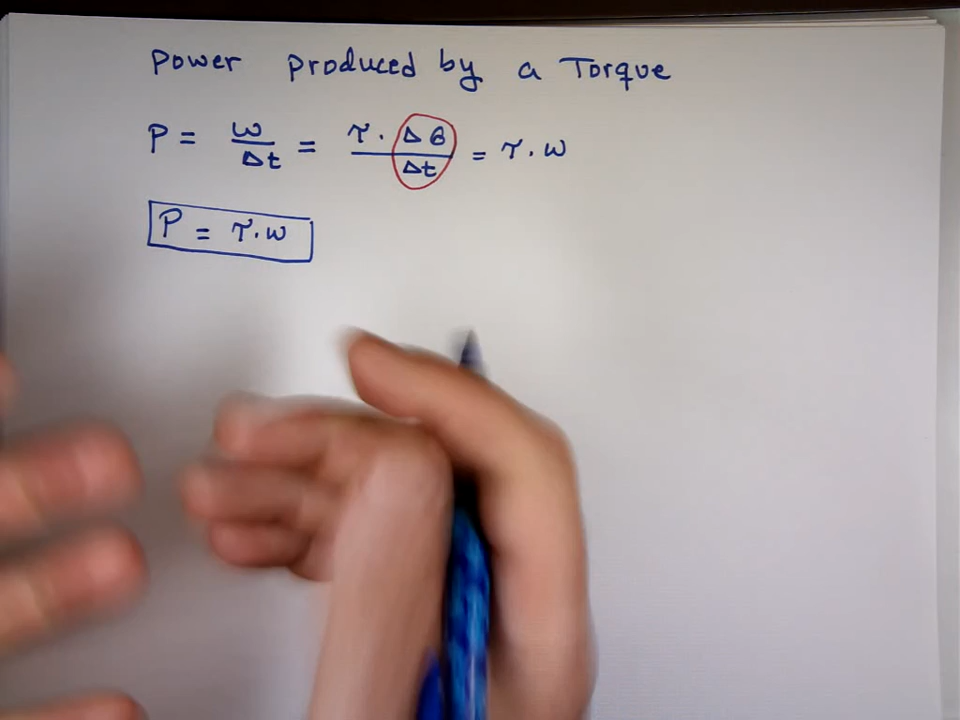 Power produced by a Torque
P = W/Δt = τ · Δθ/Δt = τ · ω
P = τ · ω